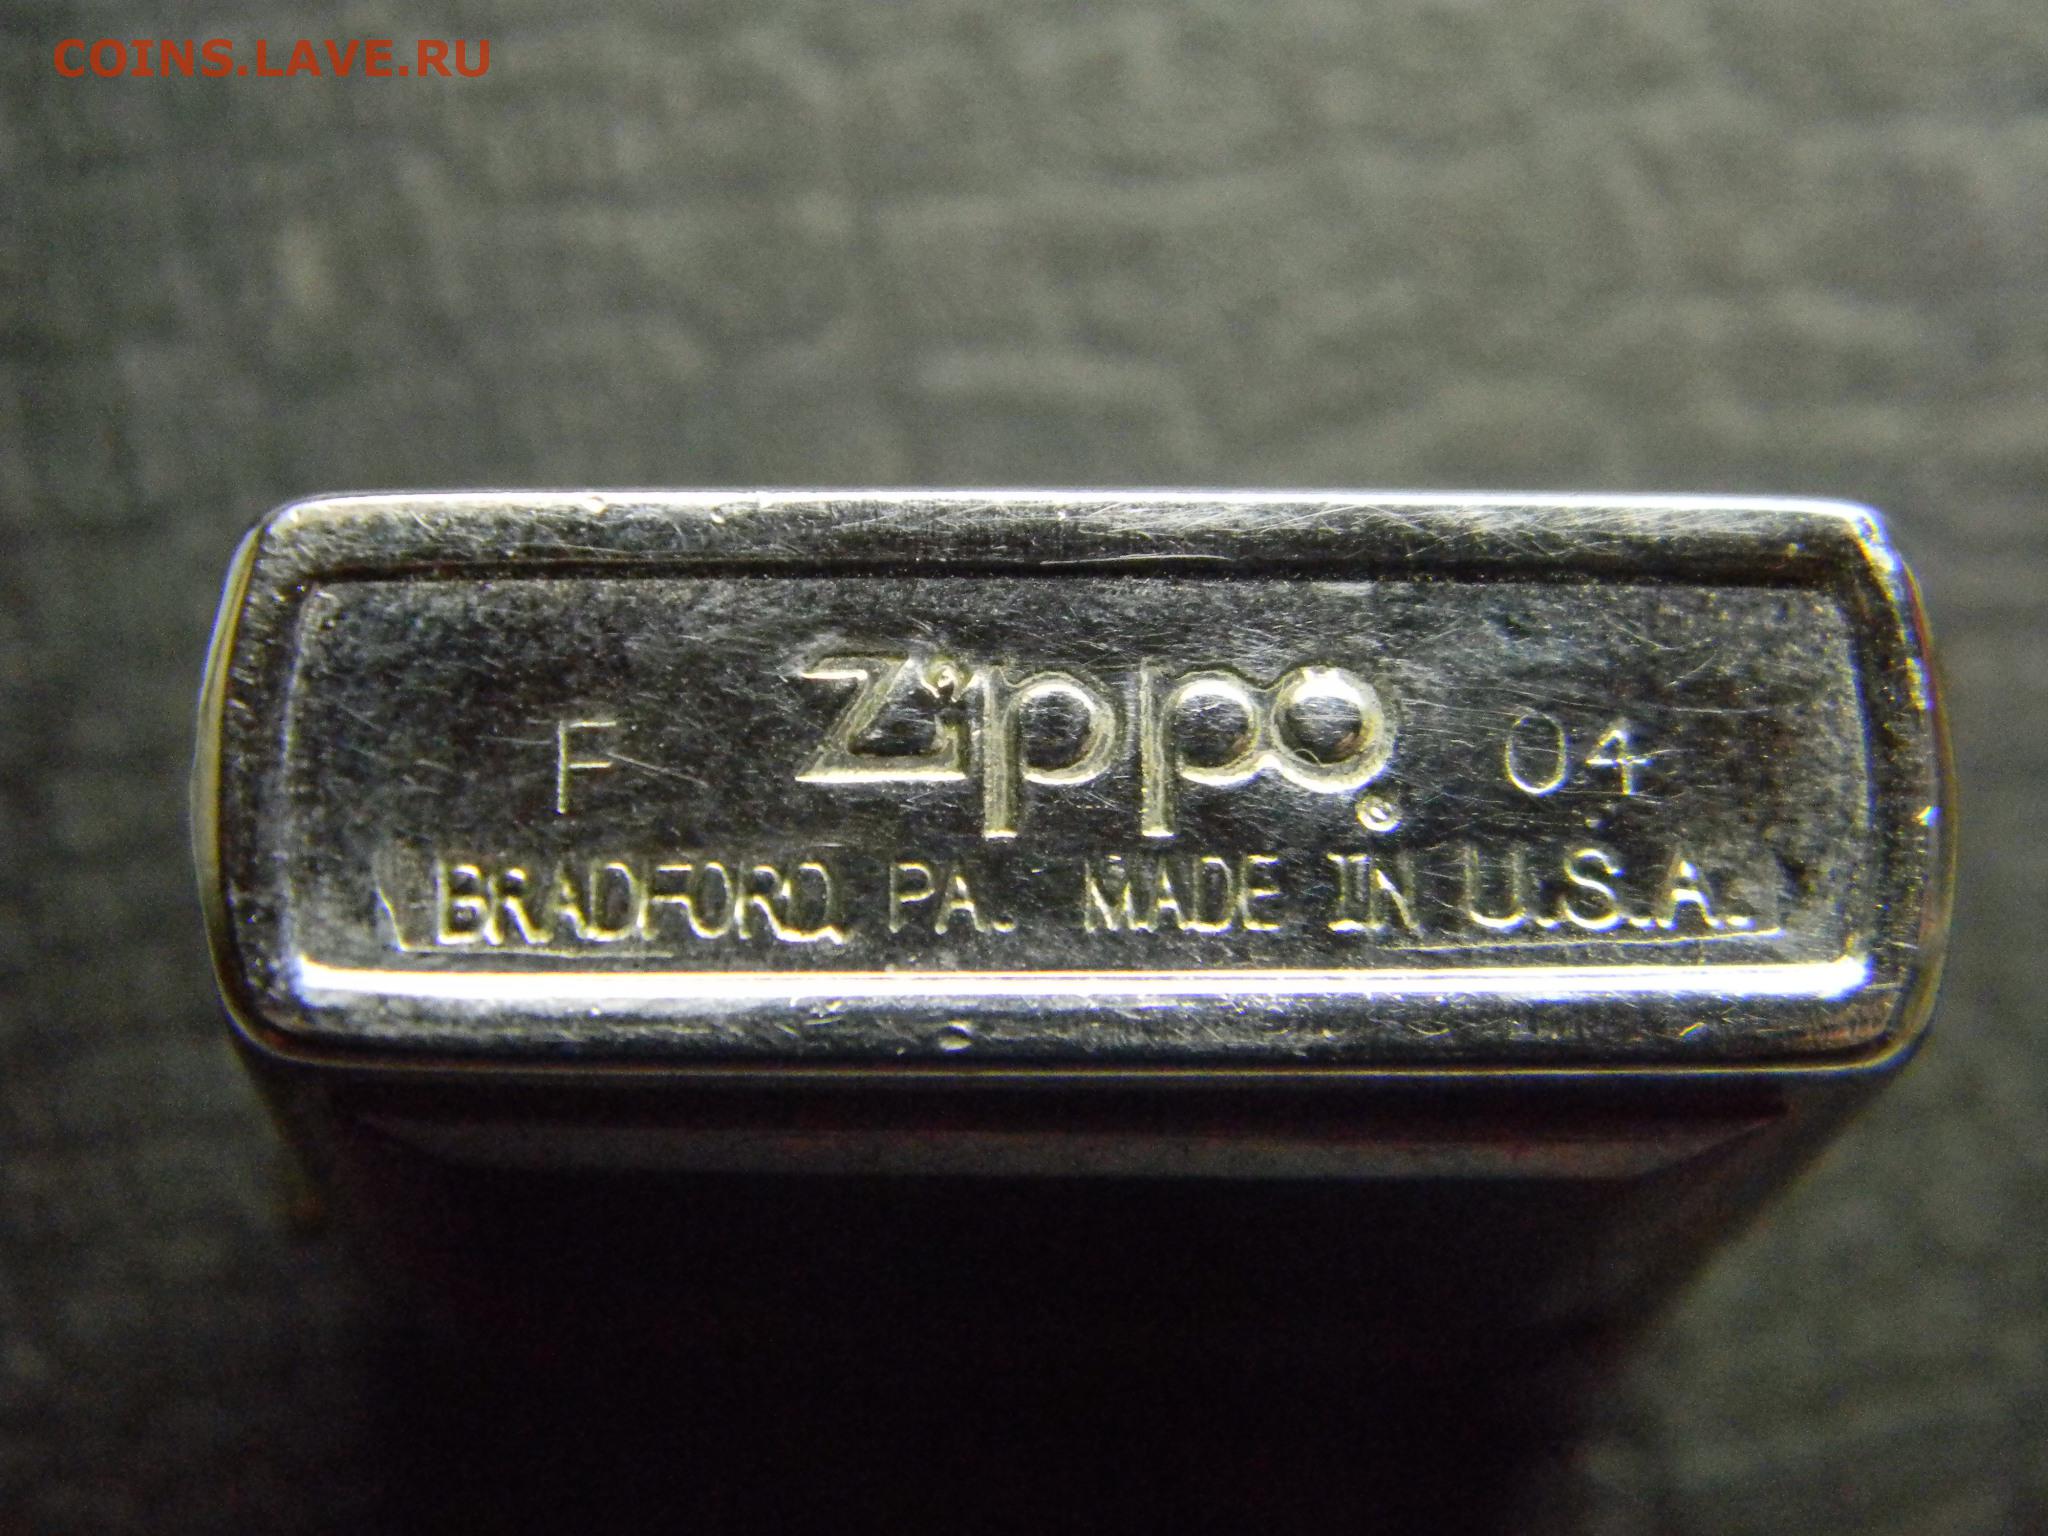 COINS.LAVE.RU
F Zippo ® 04
BRADFORD, PA. MADE IN U.S.A.